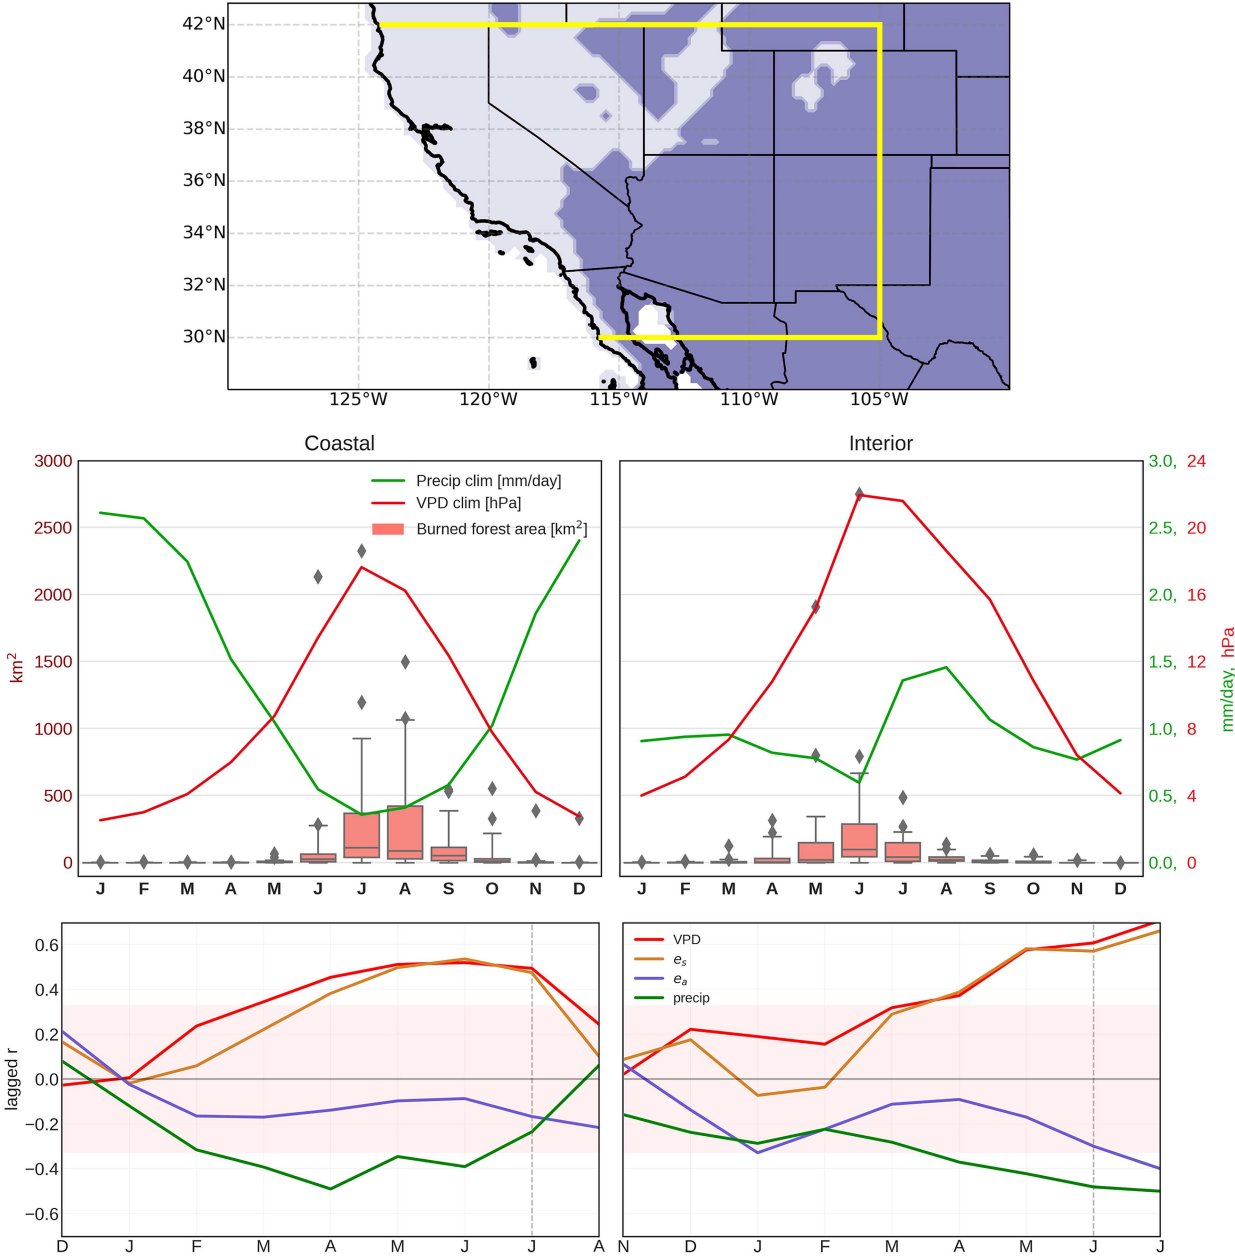 42°N
40°N
38°N
36°N
34°N
32°N
30°N
125°W 120°W 115°W 110°W 105°W
Coastal
Interior
3000
2500
2000
1500
1000
500
0
km²
Precip clim [mm/day]
VPD clim [hPa]
Burned forest area [km²]
3.0, 24
2.5, 20
2.0, 16
1.5, 12
1.0, 8
0.5, 4
0.0, 0
mm/day, hPa
J F M A M J J A S O N D
J F M A M J J A S O N D
0.6
0.4
0.2
0.0
−0.2
−0.4
−0.6
lagged r
VPD
eₛ
eₐ
precip
D J F M A M J J A
N D J F M A M J J